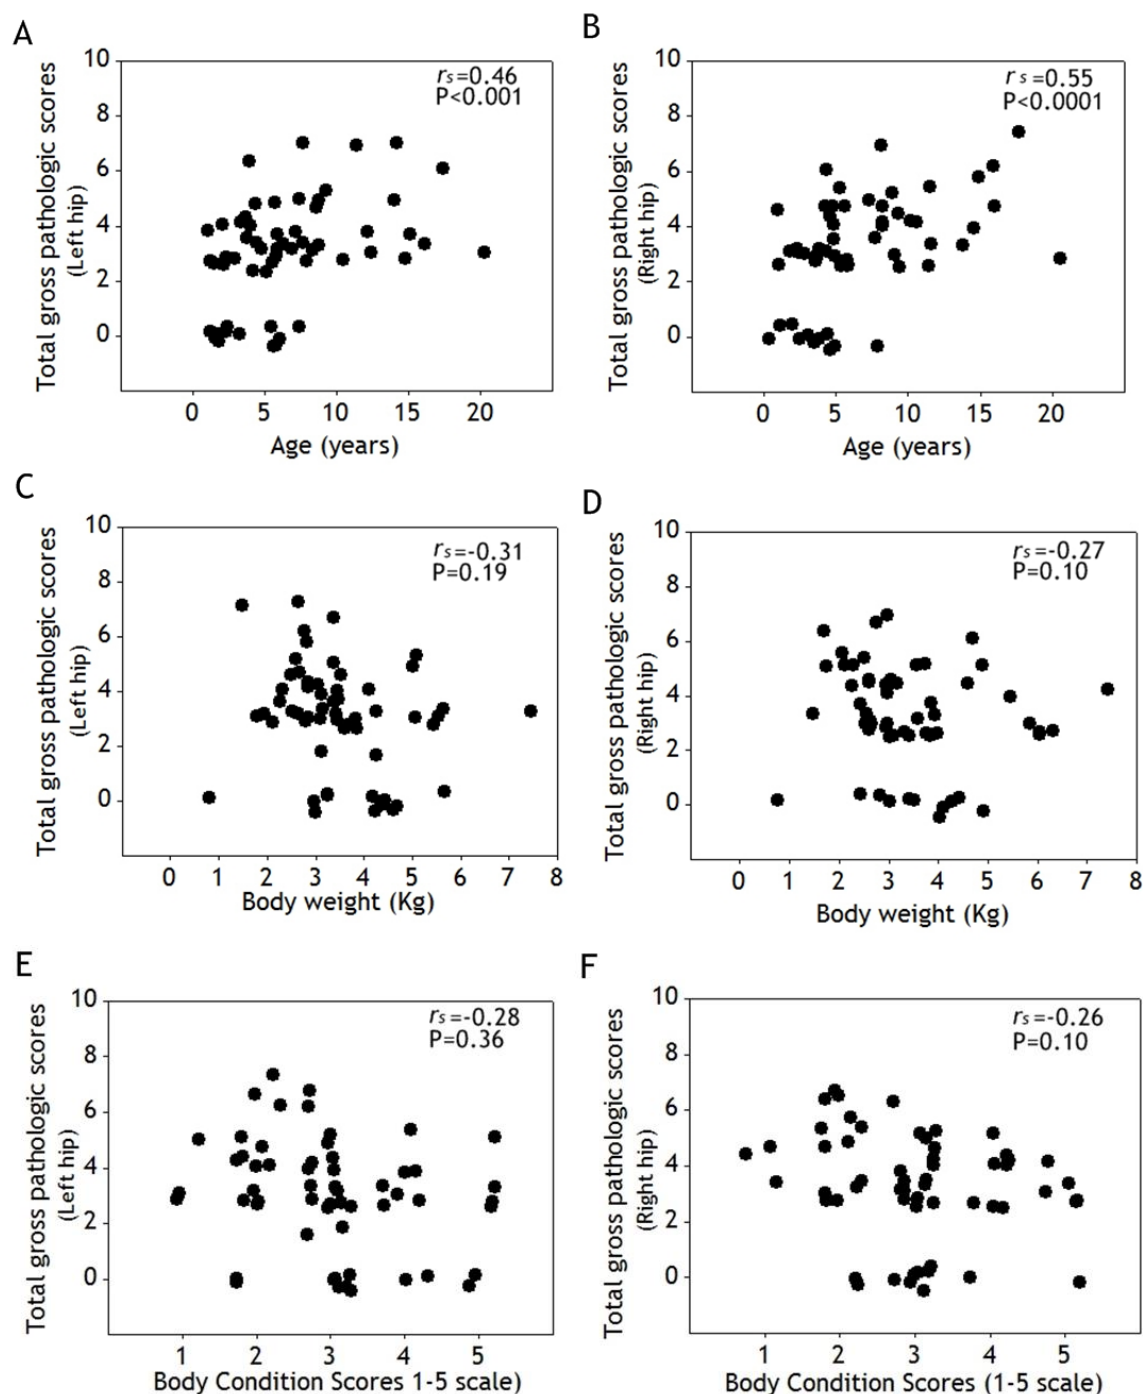 A
Total gross pathologic scores
(Left hip)
10
8
6
4
2
0
rs=0.46
P<0.001
0 5 10 15 20
Age (years)
B
Total gross pathologic scores
(Right hip)
10
8
6
4
2
0
rs=0.55
P<0.0001
0 5 10 15 20
Age (years)
C
Total gross pathologic scores
(Left hip)
10
8
6
4
2
0
rs=-0.31
P=0.19
0 1 2 3 4 5 6 7 8
Body weight (Kg)
D
Total gross pathologic scores
(Right hip)
10
8
6
4
2
0
rs=-0.27
P=0.10
0 1 2 3 4 5 6 7 8
Body weight (Kg)
E
Total gross pathologic scores
(Left hip)
10
8
6
4
2
0
rs=-0.28
P=0.36
1 2 3 4 5
Body Condition Scores 1-5 scale)
F
Total gross pathologic scores
(Right hip)
10
8
6
4
2
0
rs=-0.26
P=0.10
1 2 3 4 5
Body Condition Scores (1-5 scale)